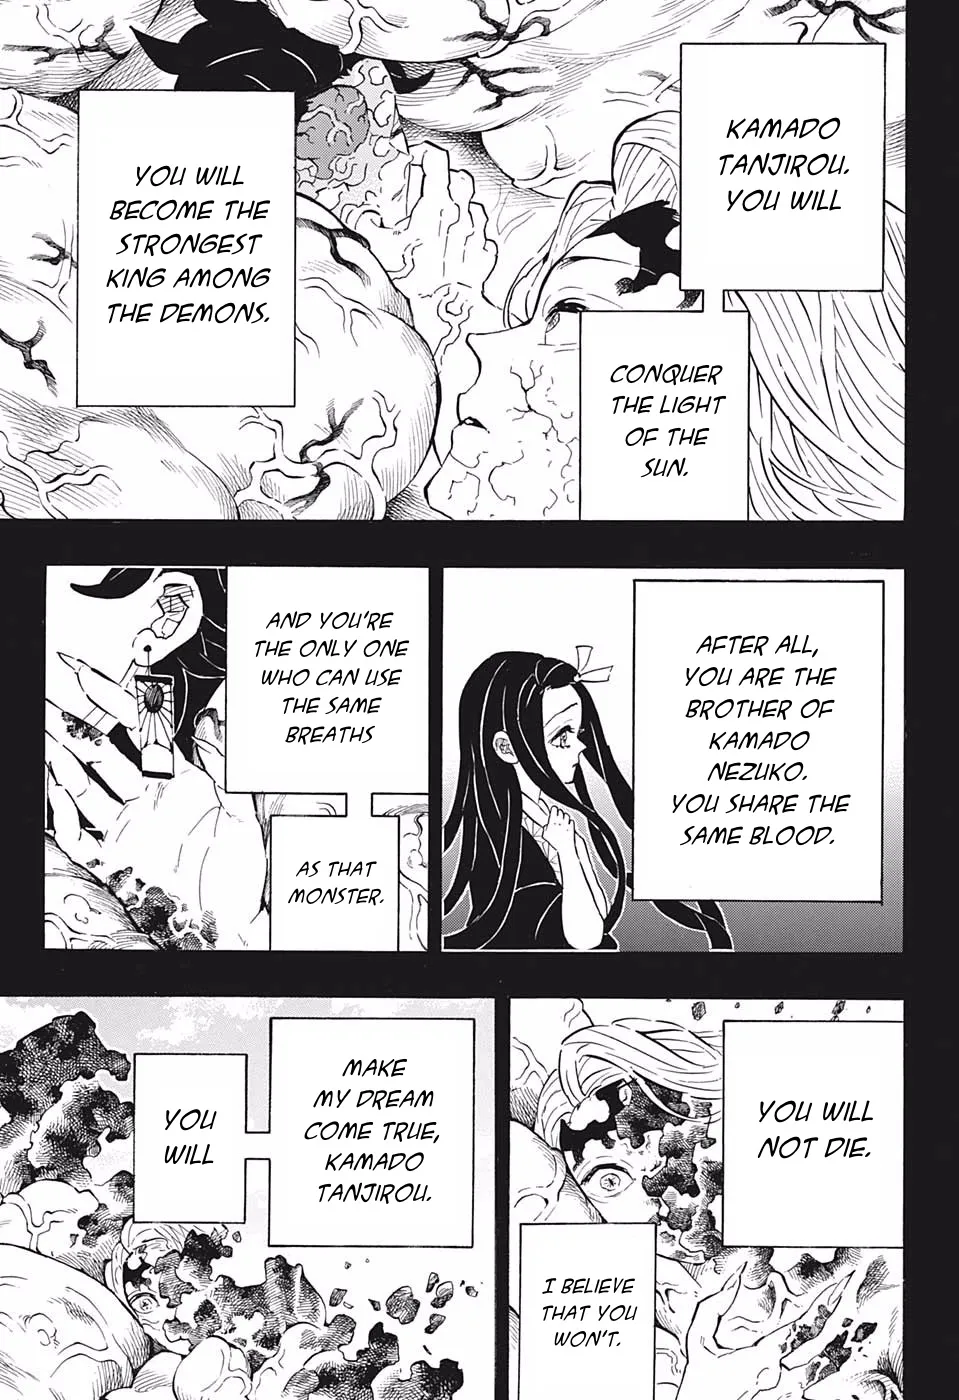 KAMADO
TANJIROU.
YOU WILL
CONQUER
THE LIGHT
OF THE
SUN.
YOU WILL
BECOME THE
STRONGEST
KING AMONG
THE DEMONS.
AFTER ALL,
YOU ARE THE
BROTHER OF
KAMADO
NEZUKO.
YOU SHARE THE
SAME BLOOD.
AND YOU'RE
THE ONLY ONE
WHO CAN USE
THE SAME
BREATHS
AS THAT
MONSTER.
YOU WILL
NOT DIE.
I BELIEVE
THAT YOU
WON'T.
MAKE
MY DREAM
COME TRUE,
KAMADO
TANJIROU.
YOU
WILL